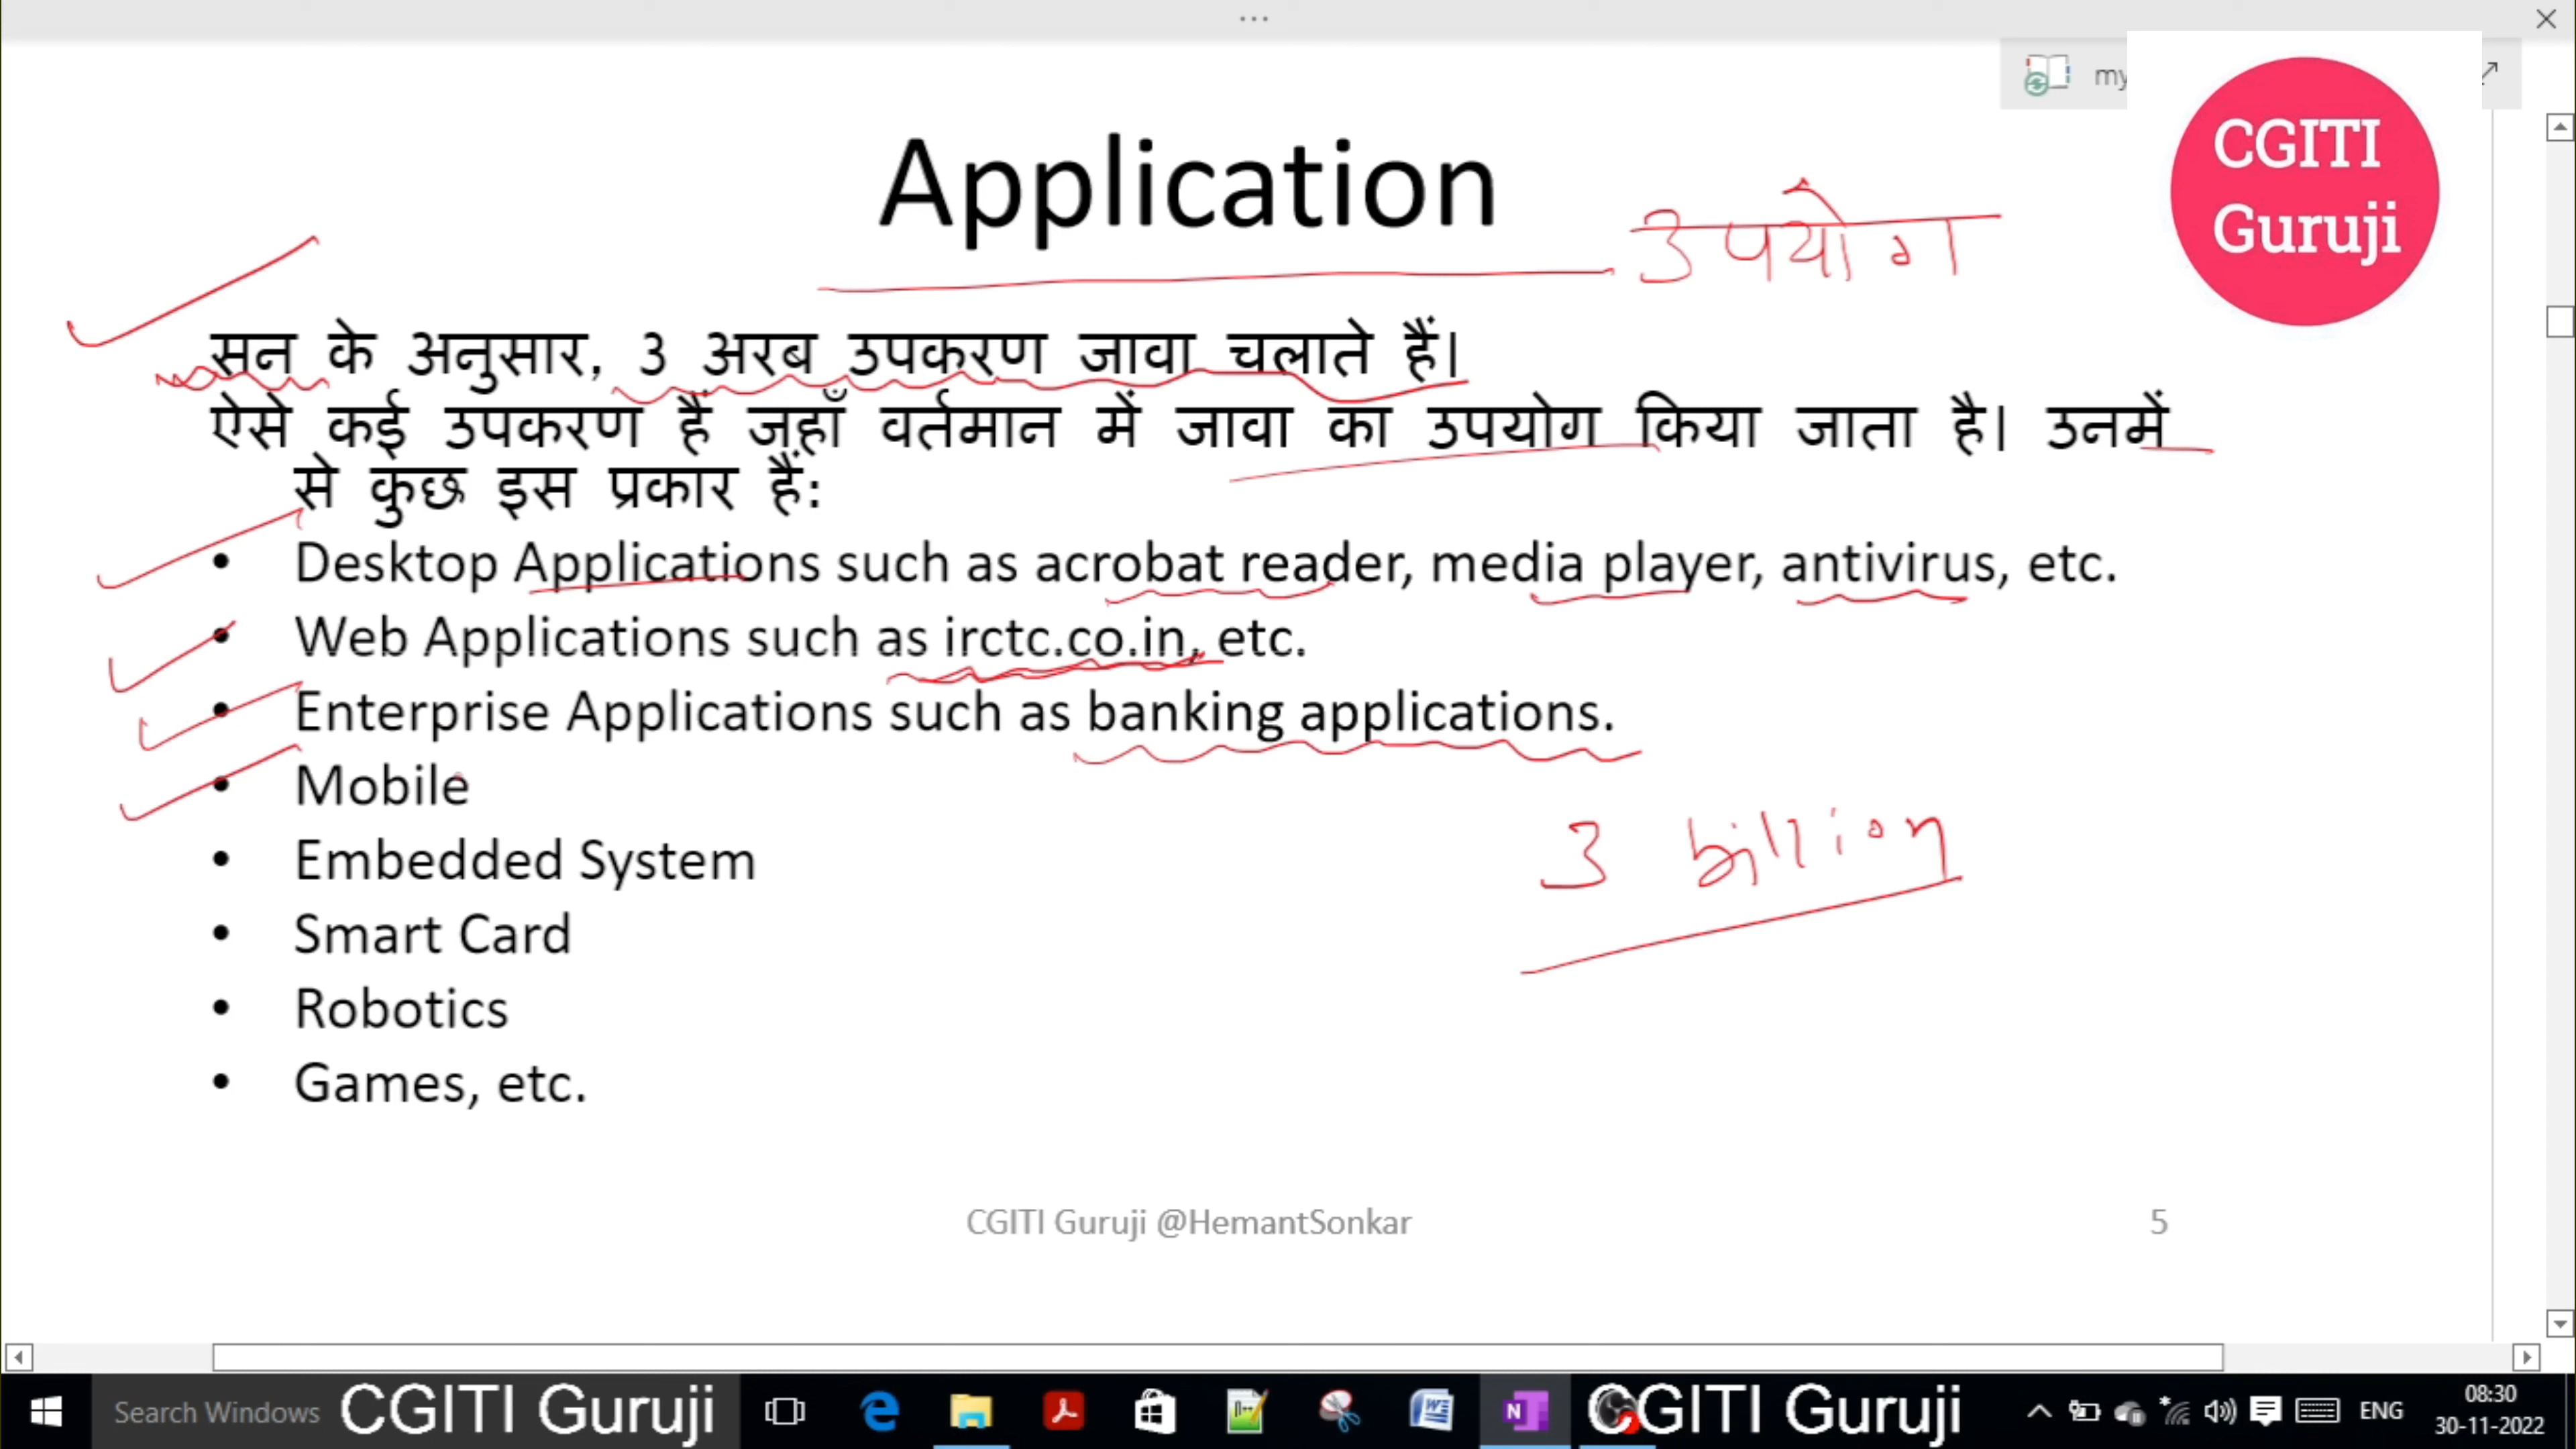 my
CGITI
Guruji
Application
उपयोग
सन के अनुसार, 3 अरब उपकरण जावा चलाते हैं।
ऐसे कई उपकरण हैं जहाँ वर्तमान में जावा का उपयोग किया जाता है। उनमें
से कुछ इस प्रकार हैं:
• Desktop Applications such as acrobat reader, media player, antivirus, etc.
• Web Applications such as irctc.co.in, etc.
• Enterprise Applications such as banking applications.
• Mobile
• Embedded System
• Smart Card
• Robotics
• Games, etc.
3 billion
CGITI Guruji @HemantSonkar
5
Search Windows
CGITI Guruji
CGITI Guruji
ENG
08:30
30-11-2022